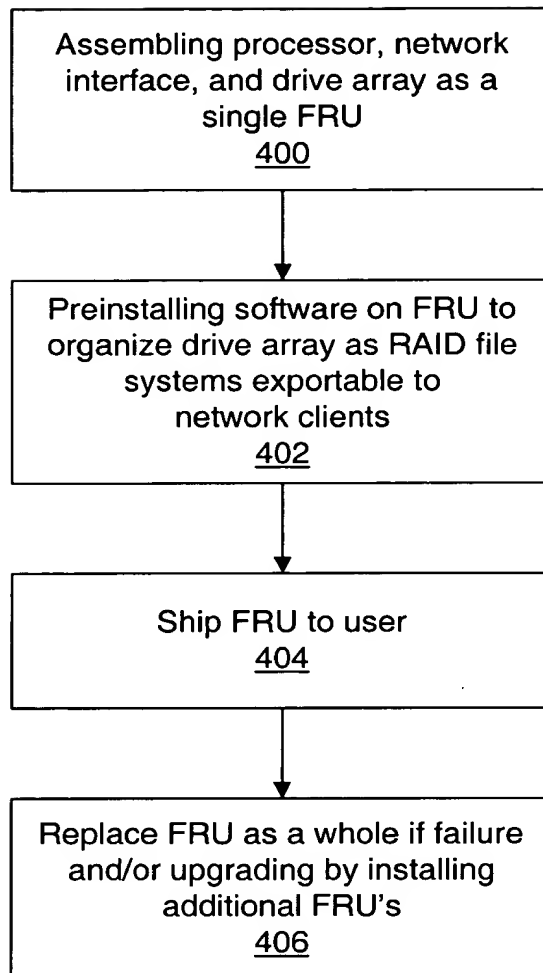 Assembling processor, network
interface, and drive array as a
single FRU
400
Preinstalling software on FRU to
organize drive array as RAID file
systems exportable to
network clients
402
Ship FRU to user
404
Replace FRU as a whole if failure
and/or upgrading by installing
additional FRU's
406